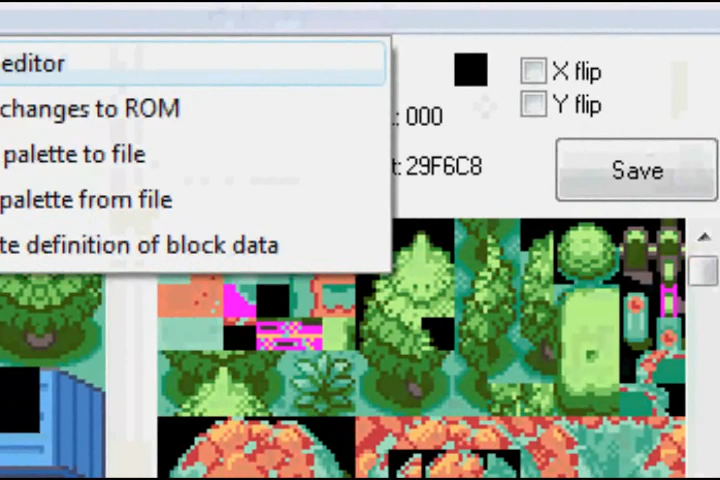 editor
changes to ROM
palette to file
palette from file
te definition of block data
X flip
Y flip
: 000
t: 29F6C8
Save